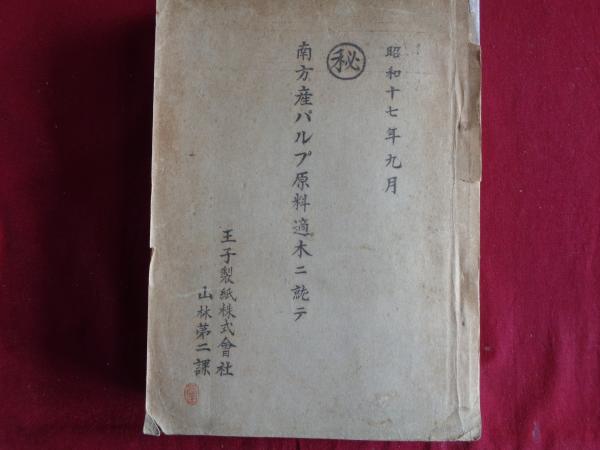 昭和十七年九月
秘
南方産パルプ原料適木ニ就テ
王子製紙株式會社
山林第二課